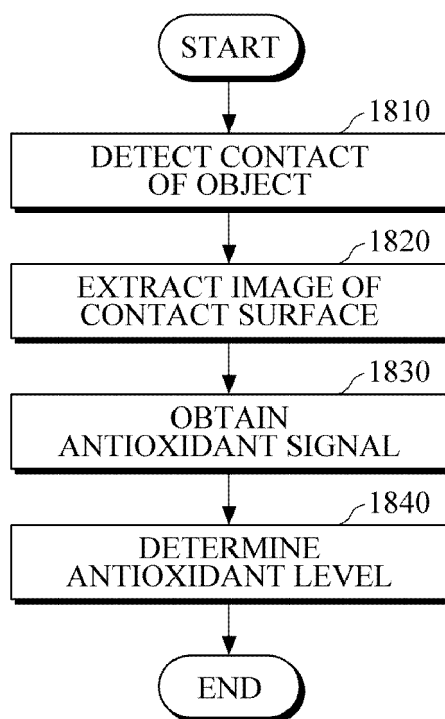 START
1810
DETECT CONTACT
OF OBJECT
1820
EXTRACT IMAGE OF
CONTACT SURFACE
1830
OBTAIN
ANTIOXIDANT SIGNAL
1840
DETERMINE
ANTIOXIDANT LEVEL
END